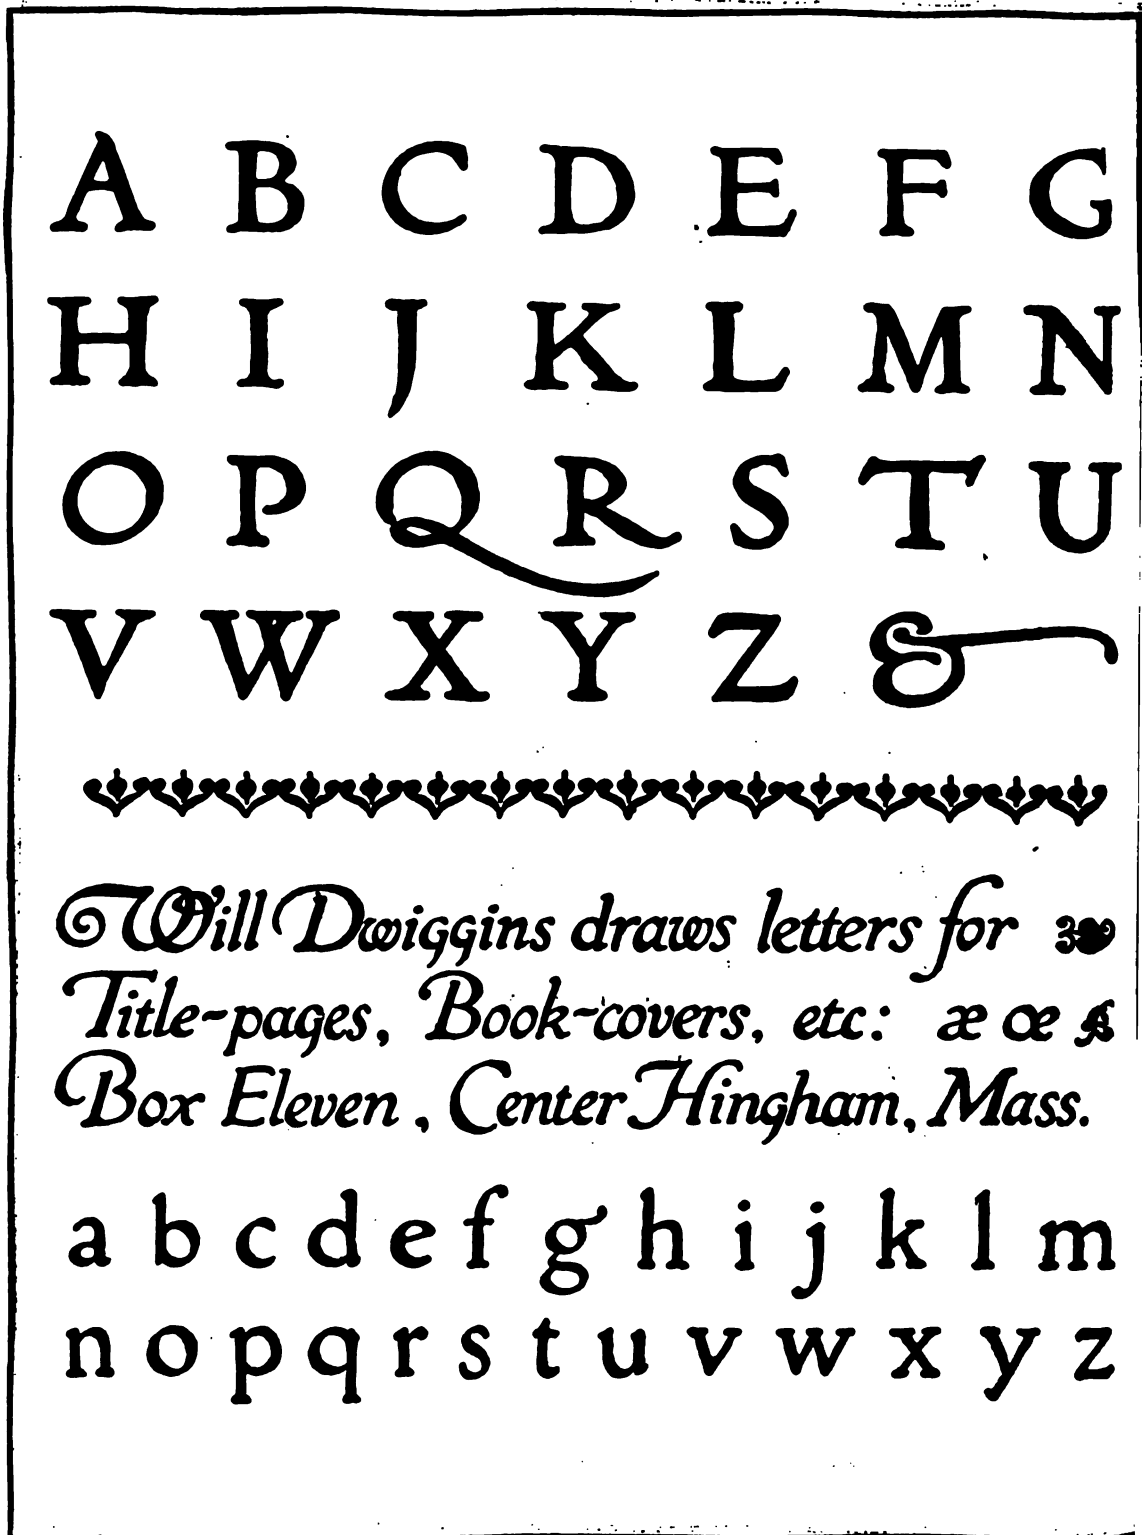 A B C D E F G
H I J K L M N
O P Q R S T U
V W X Y Z &
Will Dwiggins draws letters for
Title-pages, Book-covers, etc: æ œ
Box Eleven, Center Hingham, Mass.
a b c d e f g h i j k l m
n o p q r s t u v w x y z